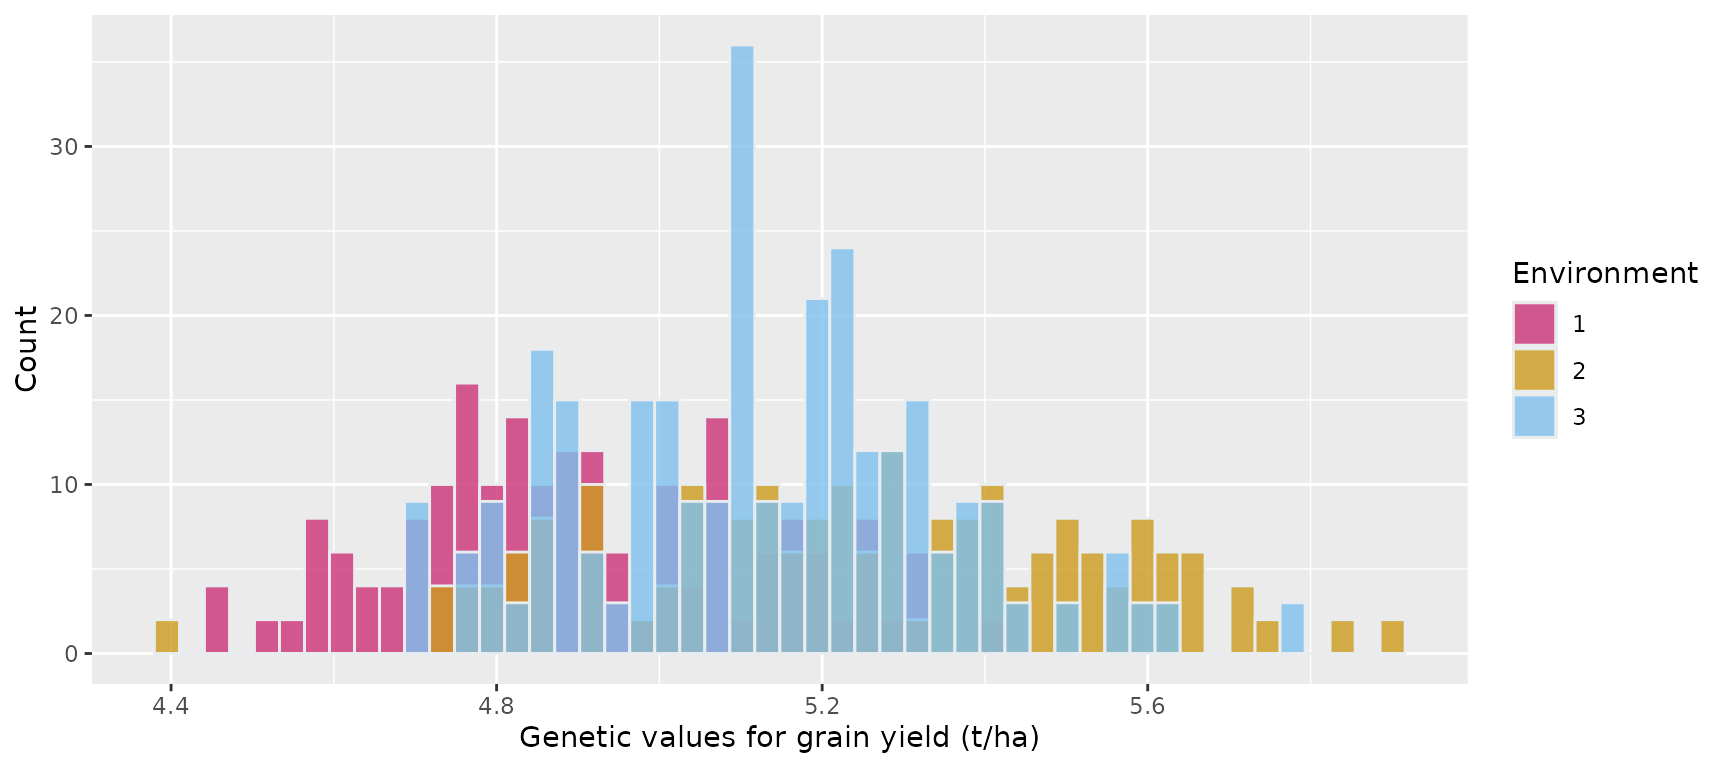 Count
30
20
10
0
4.4 4.8 5.2 5.6
Genetic values for grain yield (t/ha)
Environment
1
2
3